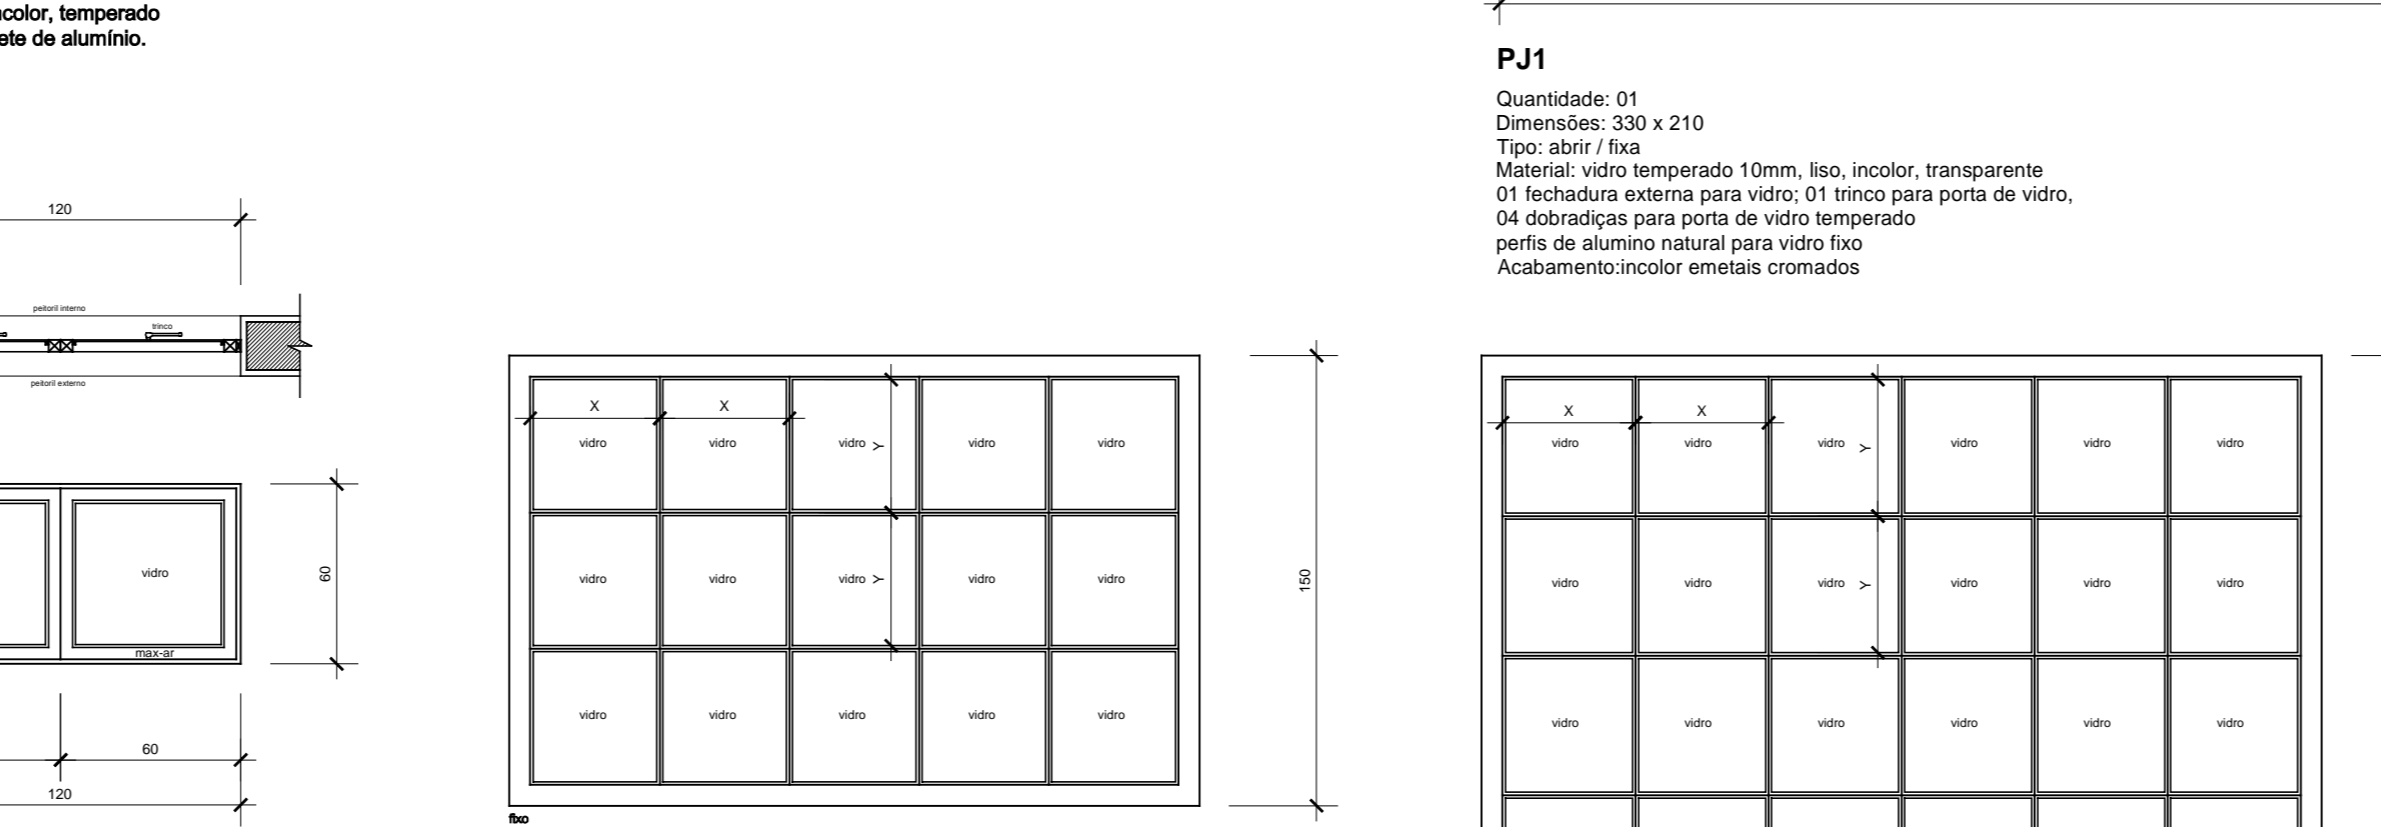 ncolor, temperado
ete de alumínio.
PJ1
Quantidade: 01
Dimensões: 330 x 210
Tipo: abrir / fixa
Material: vidro temperado 10mm, liso, incolor, transparente
01 fechadura externa para vidro; 01 trinco para porta de vidro,
04 dobradiças para porta de vidro temperado
perfis de alumino natural para vidro fixo
Acabamento:incolor emetais cromados
120
peitoril interno
trinco
peitoril externo
vidro
max-ar
60
60
120
X X
vidro vidro vidro Y vidro vidro
vidro vidro vidro Y vidro vidro
vidro vidro vidro vidro vidro
150
fixo
X X
vidro vidro vidro Y vidro vidro vidro
vidro vidro vidro Y vidro vidro vidro
vidro vidro vidro vidro vidro vidro